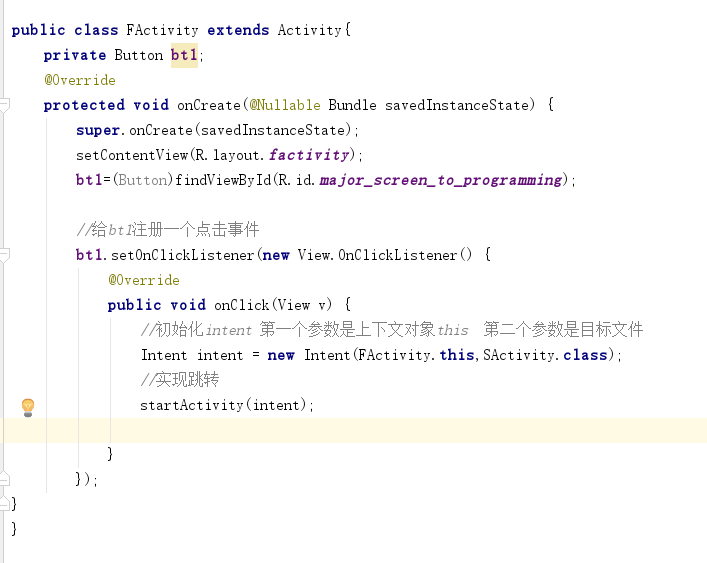 public class FActivity extends Activity{
private Button bt1;
@Override
protected void onCreate(@Nullable Bundle savedInstanceState) {
super.onCreate(savedInstanceState);
setContentView(R.layout.factivity);
bt1=(Button)findViewById(R.id.major_screen_to_programming);
//给bt1注册一个点击事件
bt1.setOnClickListener(new View.OnClickListener() {
@Override
public void onClick(View v) {
//初始化intent 第一个参数是上下文对象this  第二个参数是目标文件
Intent intent = new Intent(FActivity.this,SActivity.class);
//实现跳转
startActivity(intent);
}
});
}
}